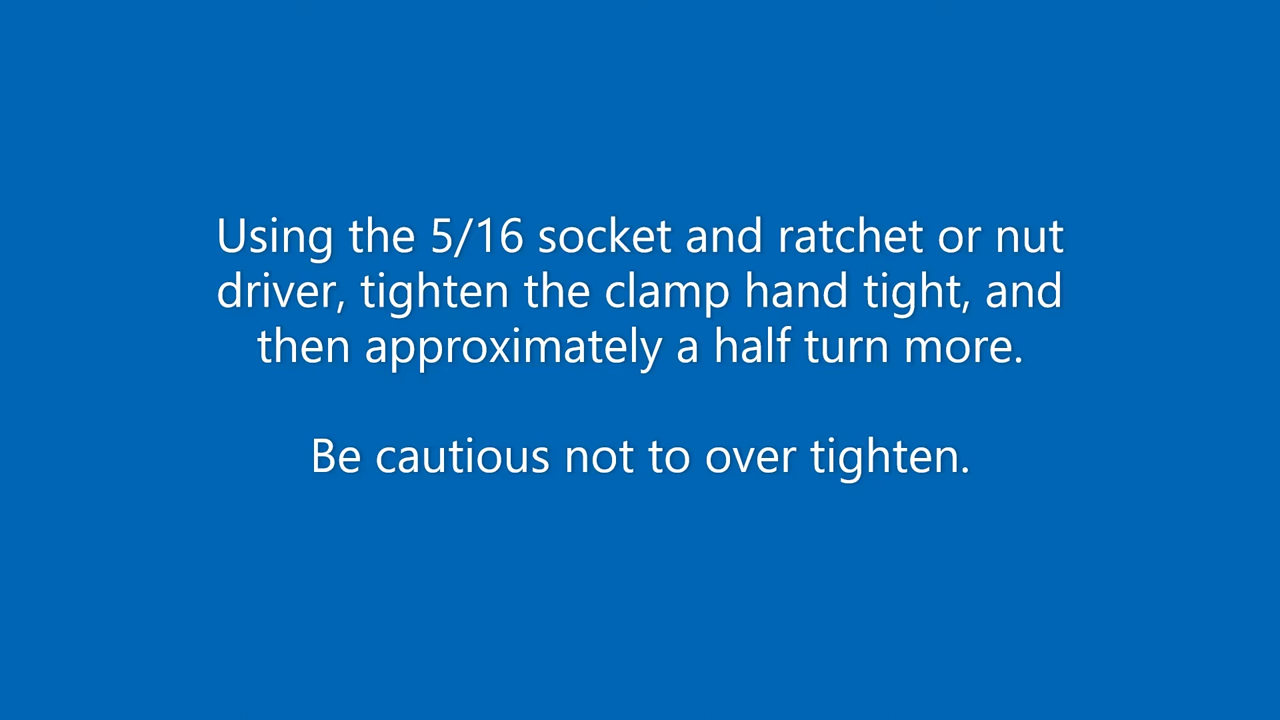 Using the 5/16 socket and ratchet or nut
driver, tighten the clamp hand tight, and
then approximately a half turn more.
Be cautious not to over tighten.